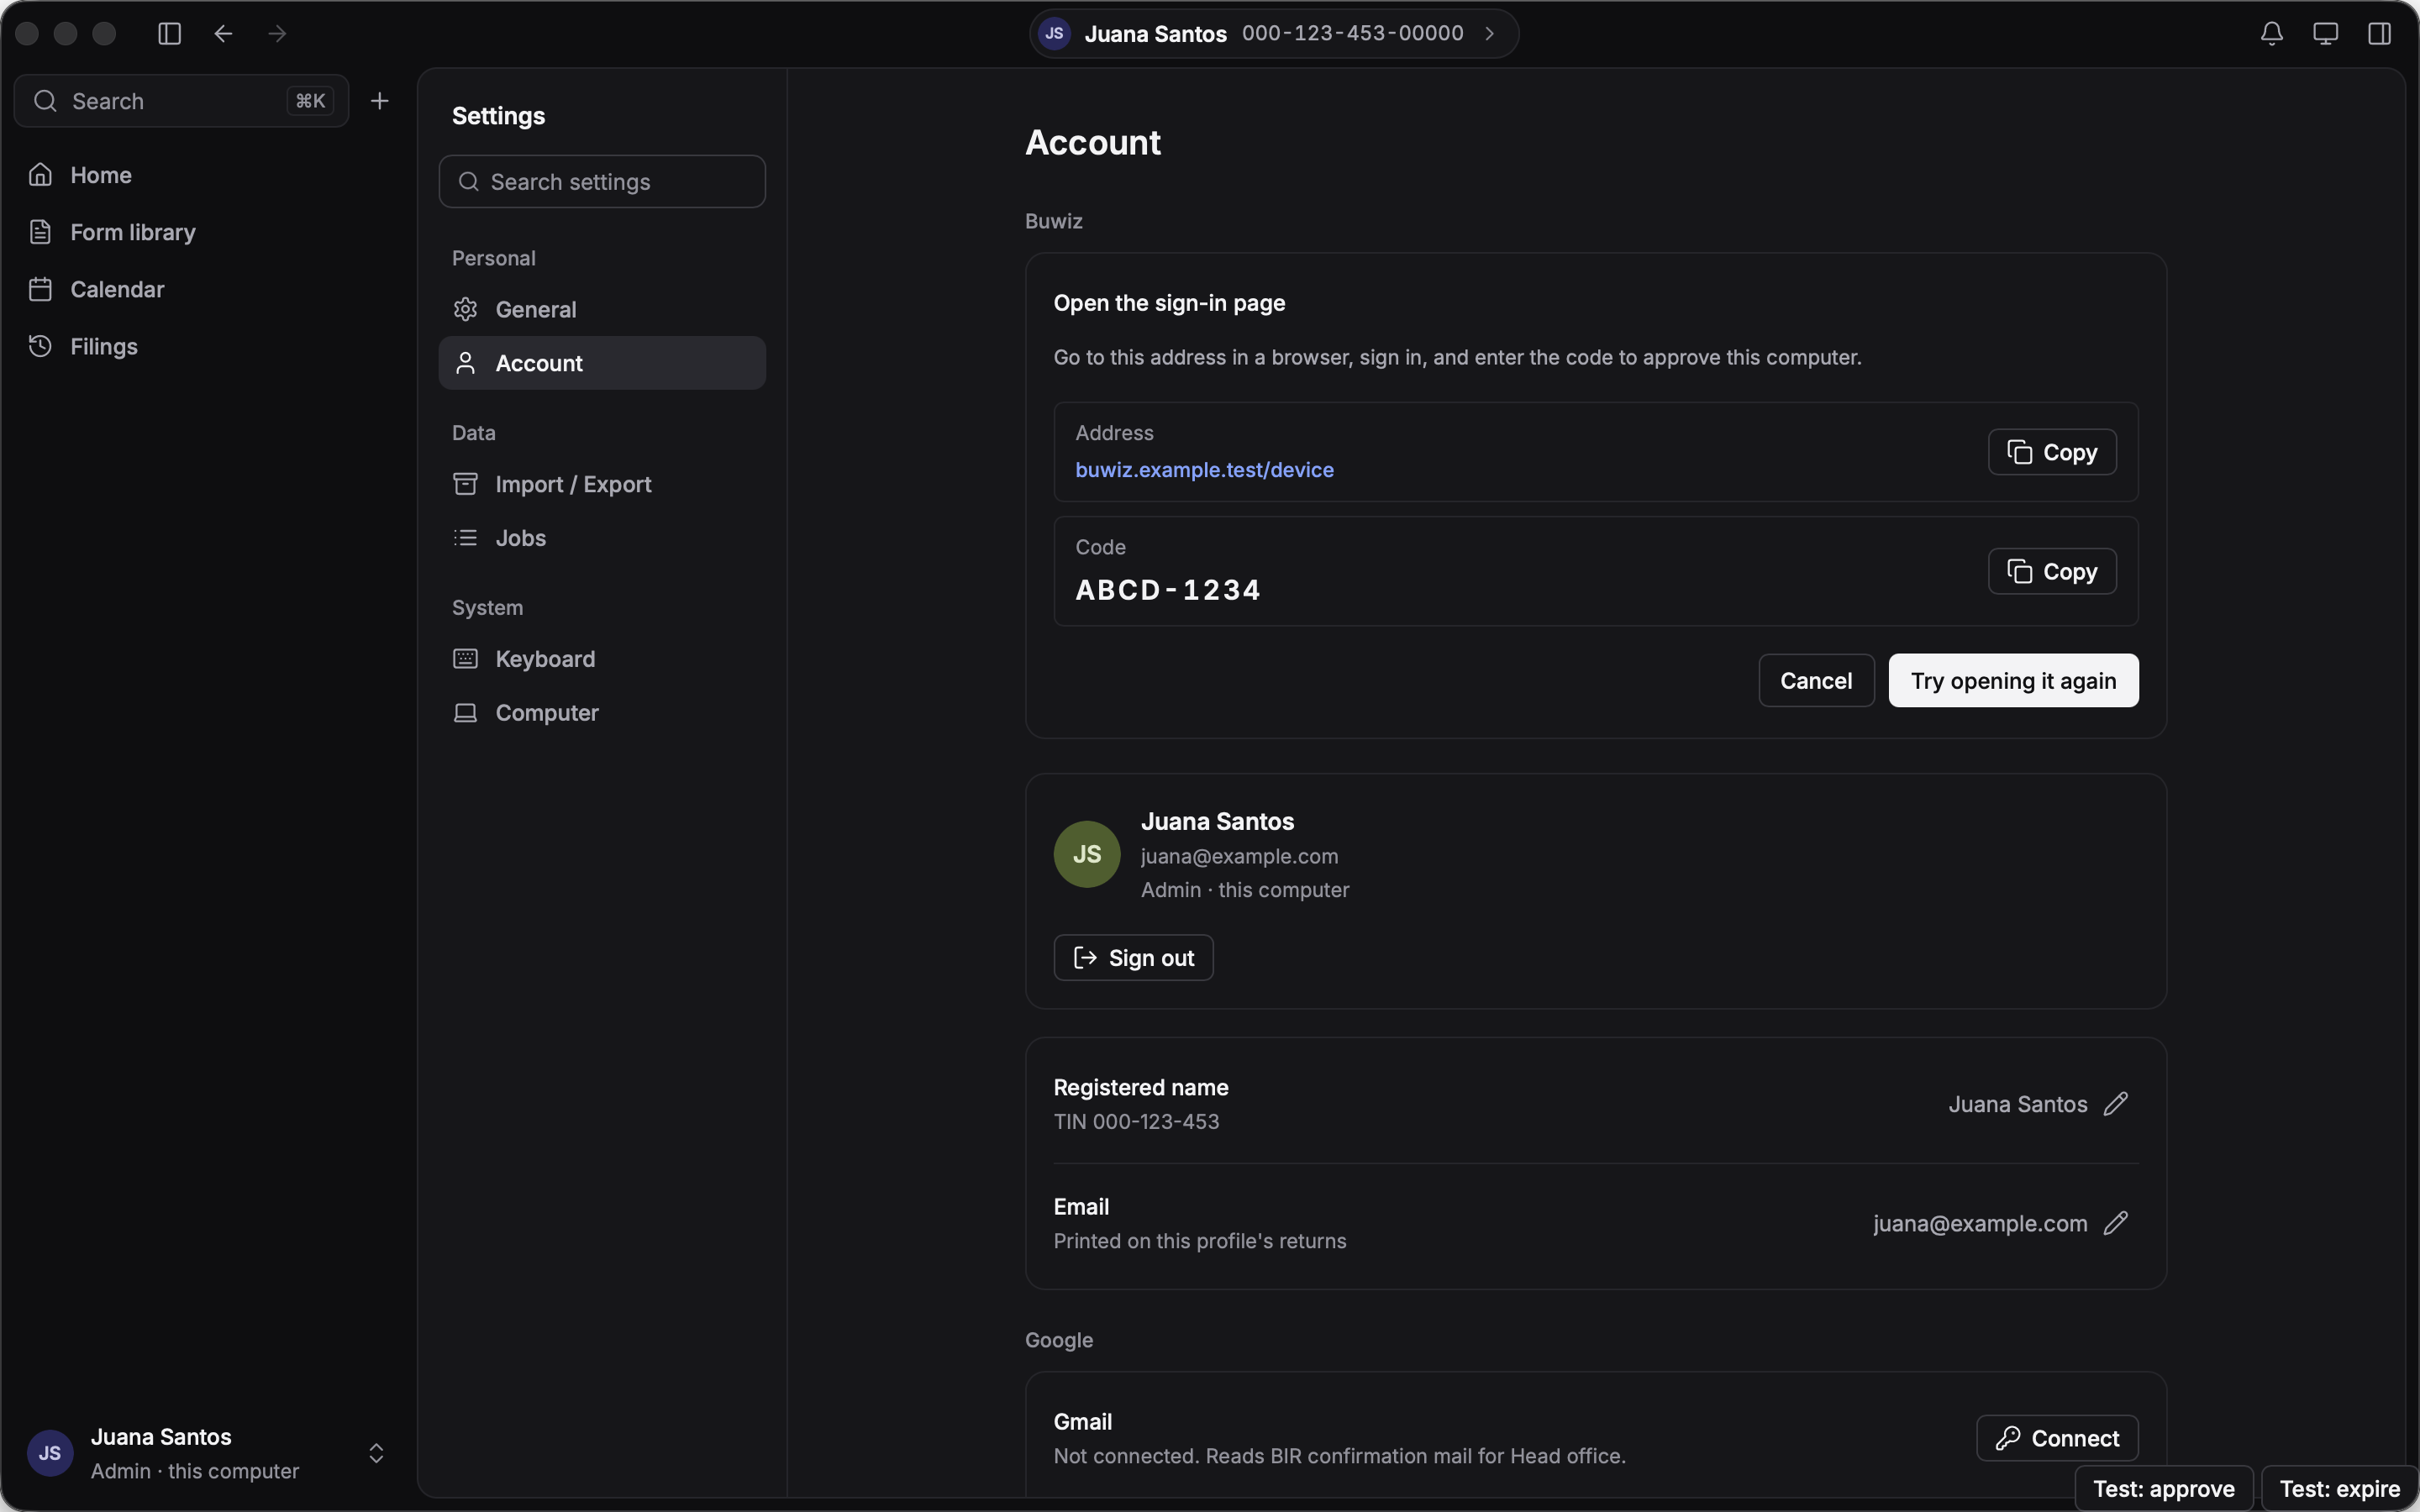 JS Juana Santos 000-123-453-00000
Search ⌘K
Home
Form library
Calendar
Filings
JS Juana Santos
Admin · this computer
Settings
Search settings
Personal
General
Account
Data
Import / Export
Jobs
System
Keyboard
Computer
Account
Buwiz
Open the sign-in page
Go to this address in a browser, sign in, and enter the code to approve this computer.
Address
buwiz.example.test/device
Copy
Code
ABCD-1234
Copy
Cancel
Try opening it again
JS
Juana Santos
juana@example.com
Admin · this computer
Sign out
Registered name
TIN 000-123-453
Juana Santos
Email
Printed on this profile's returns
juana@example.com
Google
Gmail
Not connected. Reads BIR confirmation mail for Head office.
Connect
Test: approve
Test: expire